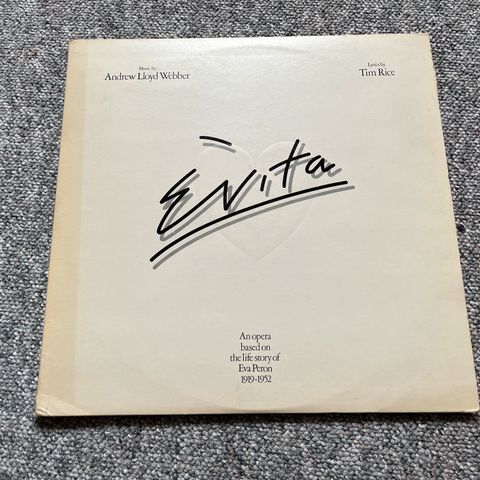 Music by
Andrew Lloyd Webber
Lyrics by
Tim Rice
Evita
An opera
based on
the life story of
Eva Peron
1919-1952